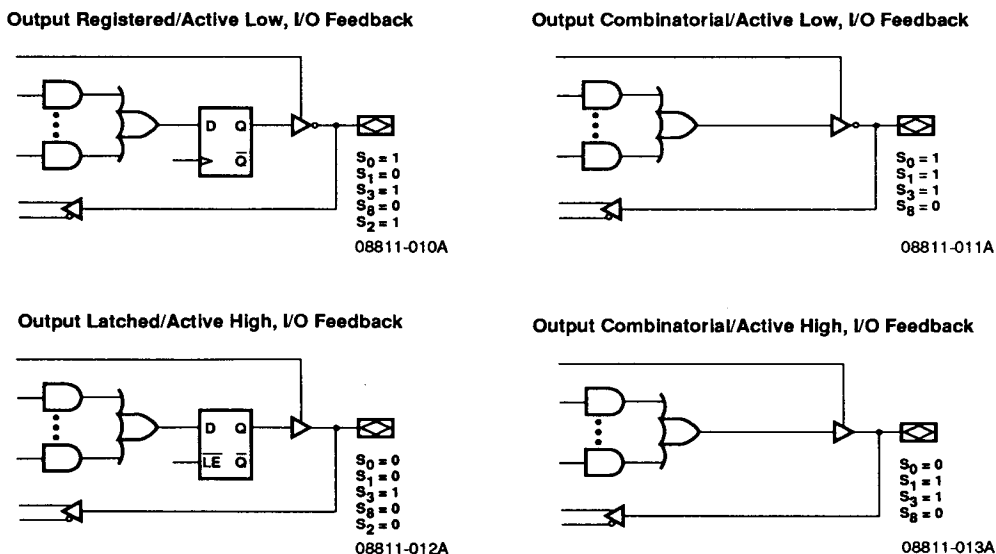 Output Registered/Active Low, I/O Feedback
D Q
Q̅
S0 = 1
S1 = 0
S3 = 1
S8 = 0
S2 = 1
08811-010A
Output Combinatorial/Active Low, I/O Feedback
S0 = 1
S1 = 1
S3 = 1
S8 = 0
08811-011A
Output Latched/Active High, I/O Feedback
D Q
L̅E̅ Q̅
S0 = 0
S1 = 0
S3 = 1
S8 = 0
S2 = 0
08811-012A
Output Combinatorial/Active High, I/O Feedback
S0 = 0
S1 = 1
S3 = 1
S8 = 0
08811-013A